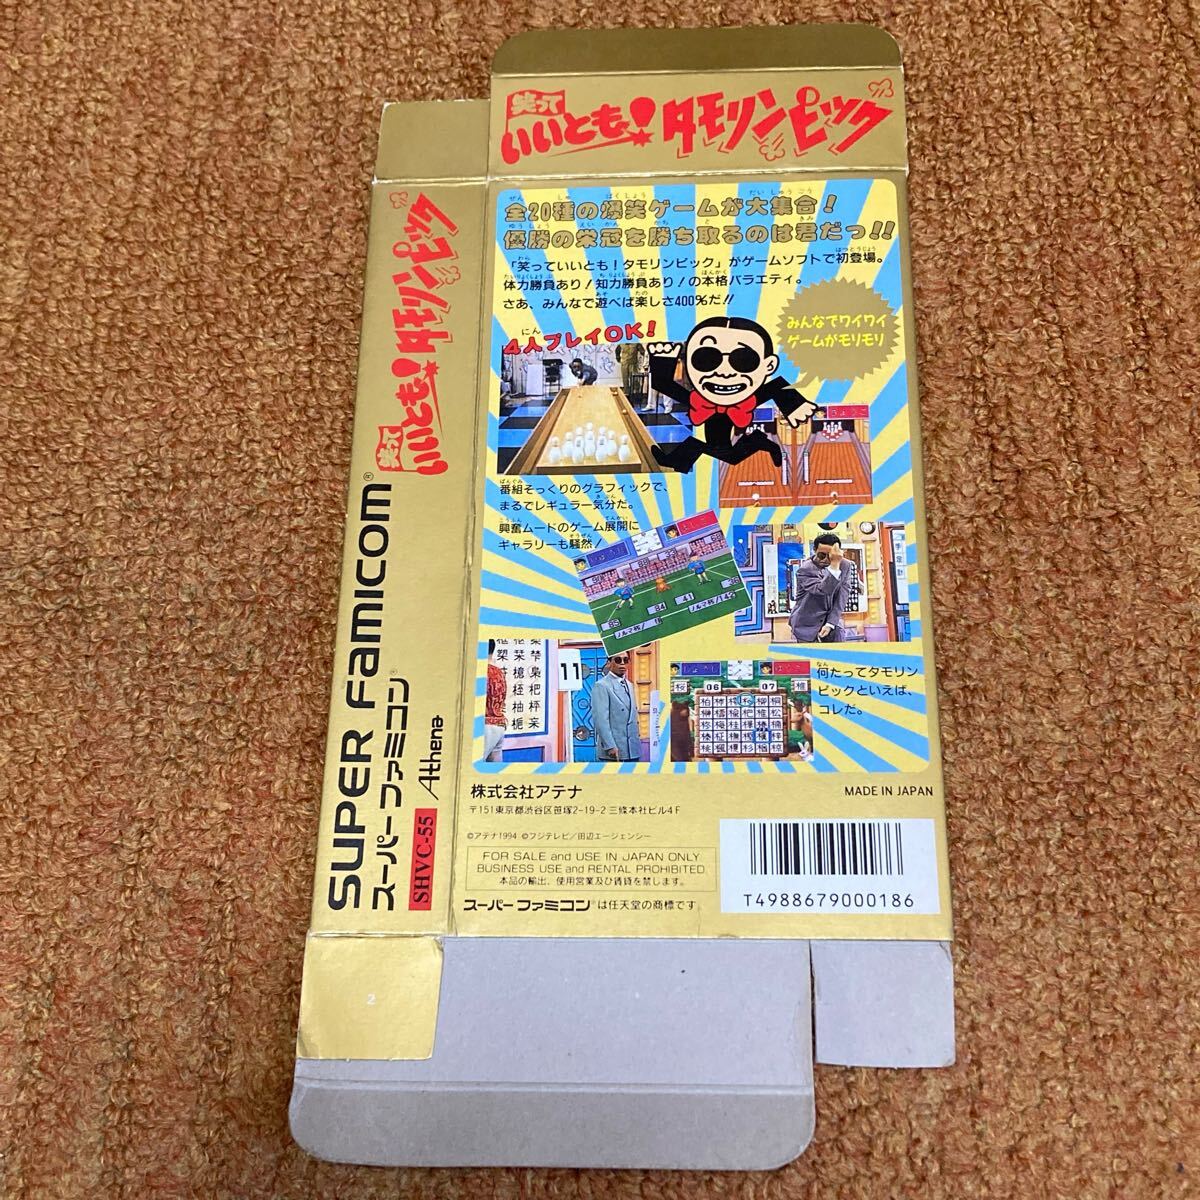 笑って
いいとも!タモリンピック
全20種の爆笑ゲームが大集合!
優勝の栄冠を勝ち取るのは君だっ!!
「笑っていいとも!タモリンピック」がゲームソフトで初登場。
体力勝負あり!知力勝負あり!の本格バラエティ。
さあ、みんなで遊べば楽しさ400%だ!!
4人プレイOK!
みんなでワイワイ
ゲームがモリモリ
番組そっくりのグラフィックで、
まるでレギュラー気分だ。
興奮ムードのゲーム展開に
ギャラリーも騒然!
11
06 07
何たってタモリン
ピックといえば、
コレだ。
株式会社アテナ
MADE IN JAPAN
〒151東京都渋谷区笹塚2-19-2 三條本社ビル4F
©アテナ1994 ©フジテレビ/田辺エージェンシー
FOR SALE and USE IN JAPAN ONLY
BUSINESS USE and RENTAL PROHIBITED
本品の輸出、使用営業及び賃貸を禁じます。
スーパーファミコン®は任天堂の商標です。
T4988679000186
笑って
いいとも!タモリンピック
SUPER FAMICOM®
スーパーファミコン®
SHVC-55
Athena
2